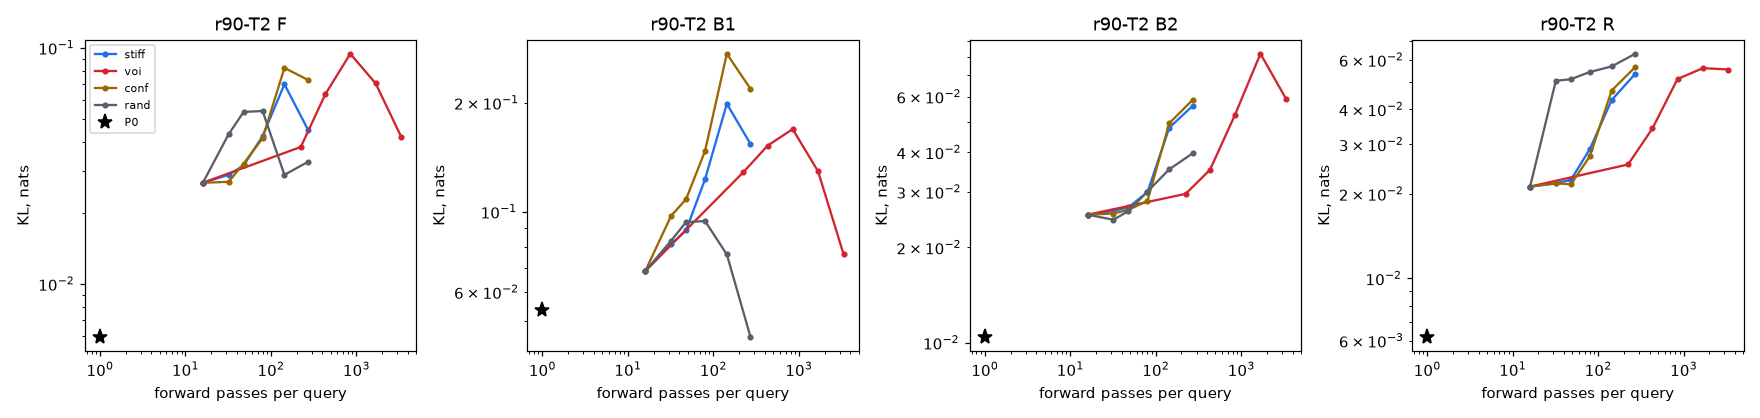 r90-T2 F
10⁻¹
10⁻²
KL, nats
stiff
voi
conf
rand
P0
10⁰
10¹
10²
10³
forward passes per query
r90-T2 B1
2 × 10⁻¹
10⁻¹
6 × 10⁻²
KL, nats
10⁰
10¹
10²
10³
forward passes per query
r90-T2 B2
6 × 10⁻²
4 × 10⁻²
3 × 10⁻²
2 × 10⁻²
10⁻²
KL, nats
10⁰
10¹
10²
10³
forward passes per query
r90-T2 R
6 × 10⁻²
4 × 10⁻²
3 × 10⁻²
2 × 10⁻²
10⁻²
6 × 10⁻³
KL, nats
10⁰
10¹
10²
10³
forward passes per query